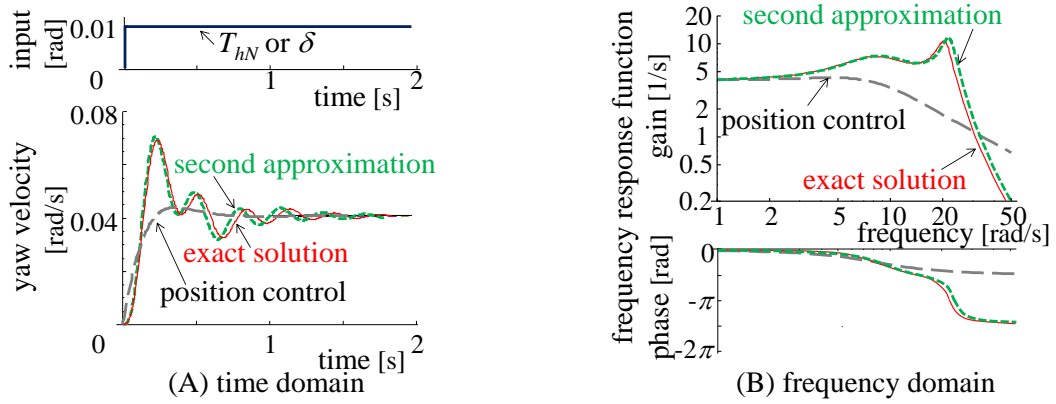 input
[rad]
0.01
0
T_{hN} or δ
time [s]
0
1
2
yaw velocity
[rad/s]
0.08
0.04
second approximation
exact solution
position control
0
1
2
time [s]
(A) time domain
frequency response function
gain [1/s]
20
10
5
2
1
0.5
0.2
second approximation
position control
exact solution
1
2
5
10
20
50
frequency [rad/s]
phase [rad]
0
-π
-2π
(B) frequency domain